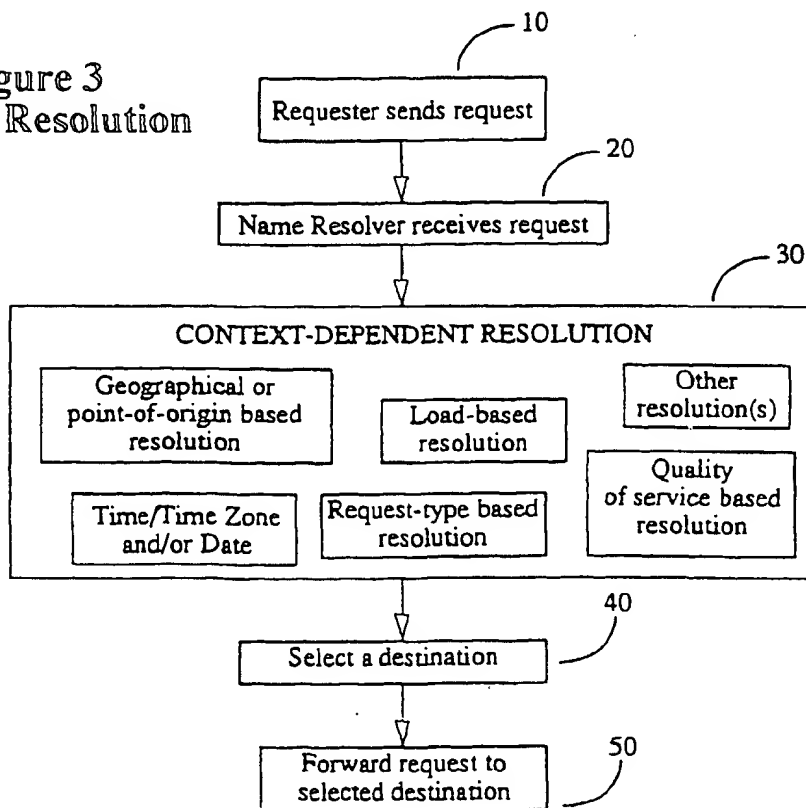 10
gure 3
Resolution
Requester sends request
20
Name Resolver receives request
30
CONTEXT-DEPENDENT RESOLUTION
Geographical or
point-of-origin based
resolution
Load-based
resolution
Other
resolution(s)
Time/Time Zone
and/or Date
Request-type based
resolution
Quality
of service based
resolution
40
Select a destination
50
Forward request to
selected destination